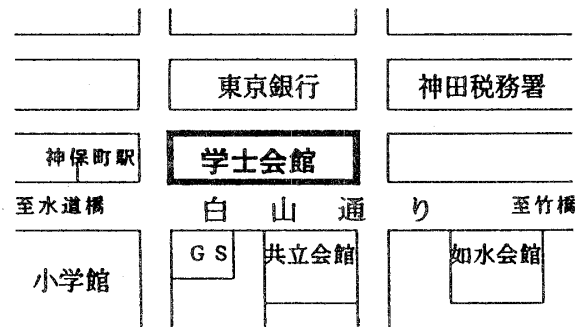 東京銀行
神田税務署
神保町駅
学士会館
至水道橋
白山通り
至竹橋
GS
共立会館
如水会館
小学館